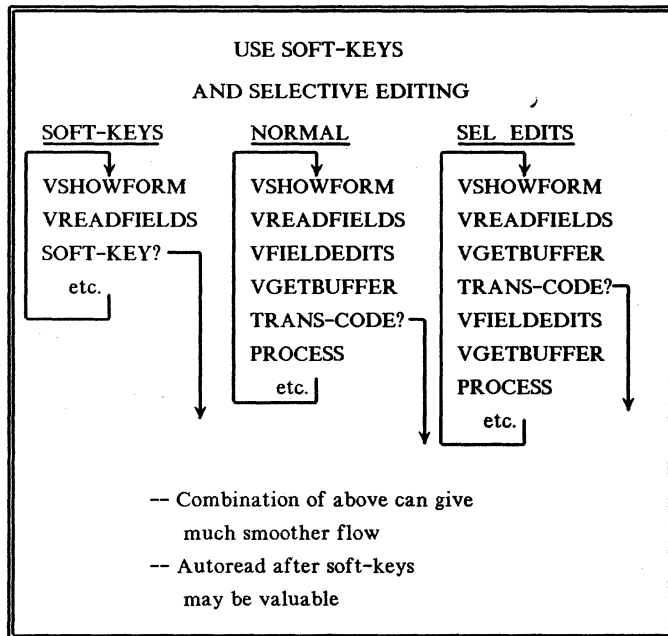 USE SOFT-KEYS
AND SELECTIVE EDITING
SOFT-KEYS
VSHOWFORM
VREADFIELDS
SOFT-KEY?
etc.
NORMAL
VSHOWFORM
VREADFIELDS
VFIELDEDITS
VGETBUFFER
TRANS-CODE?
PROCESS
etc.
SEL EDITS
VSHOWFORM
VREADFIELDS
VGETBUFFER
TRANS-CODE?
VFIELDEDITS
VGETBUFFER
PROCESS
etc.
-- Combination of above can give
much smoother flow
-- Autoread after soft-keys
may be valuable